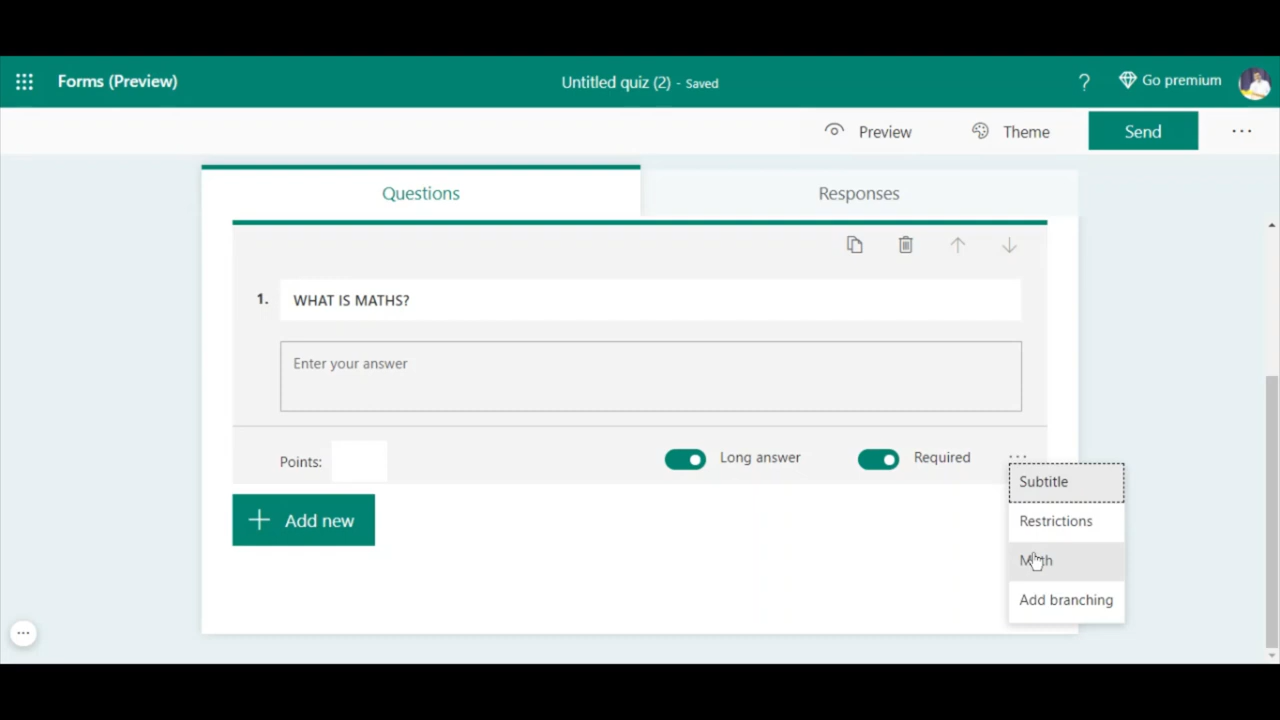 Forms (Preview)
Untitled quiz (2) - Saved
?
Go premium
Preview
Theme
Send
...
Questions
Responses
1.
WHAT IS MATHS?
Enter your answer
Points:
Long answer
Required
...
Subtitle
Restrictions
Math
Add branching
+ Add new
...